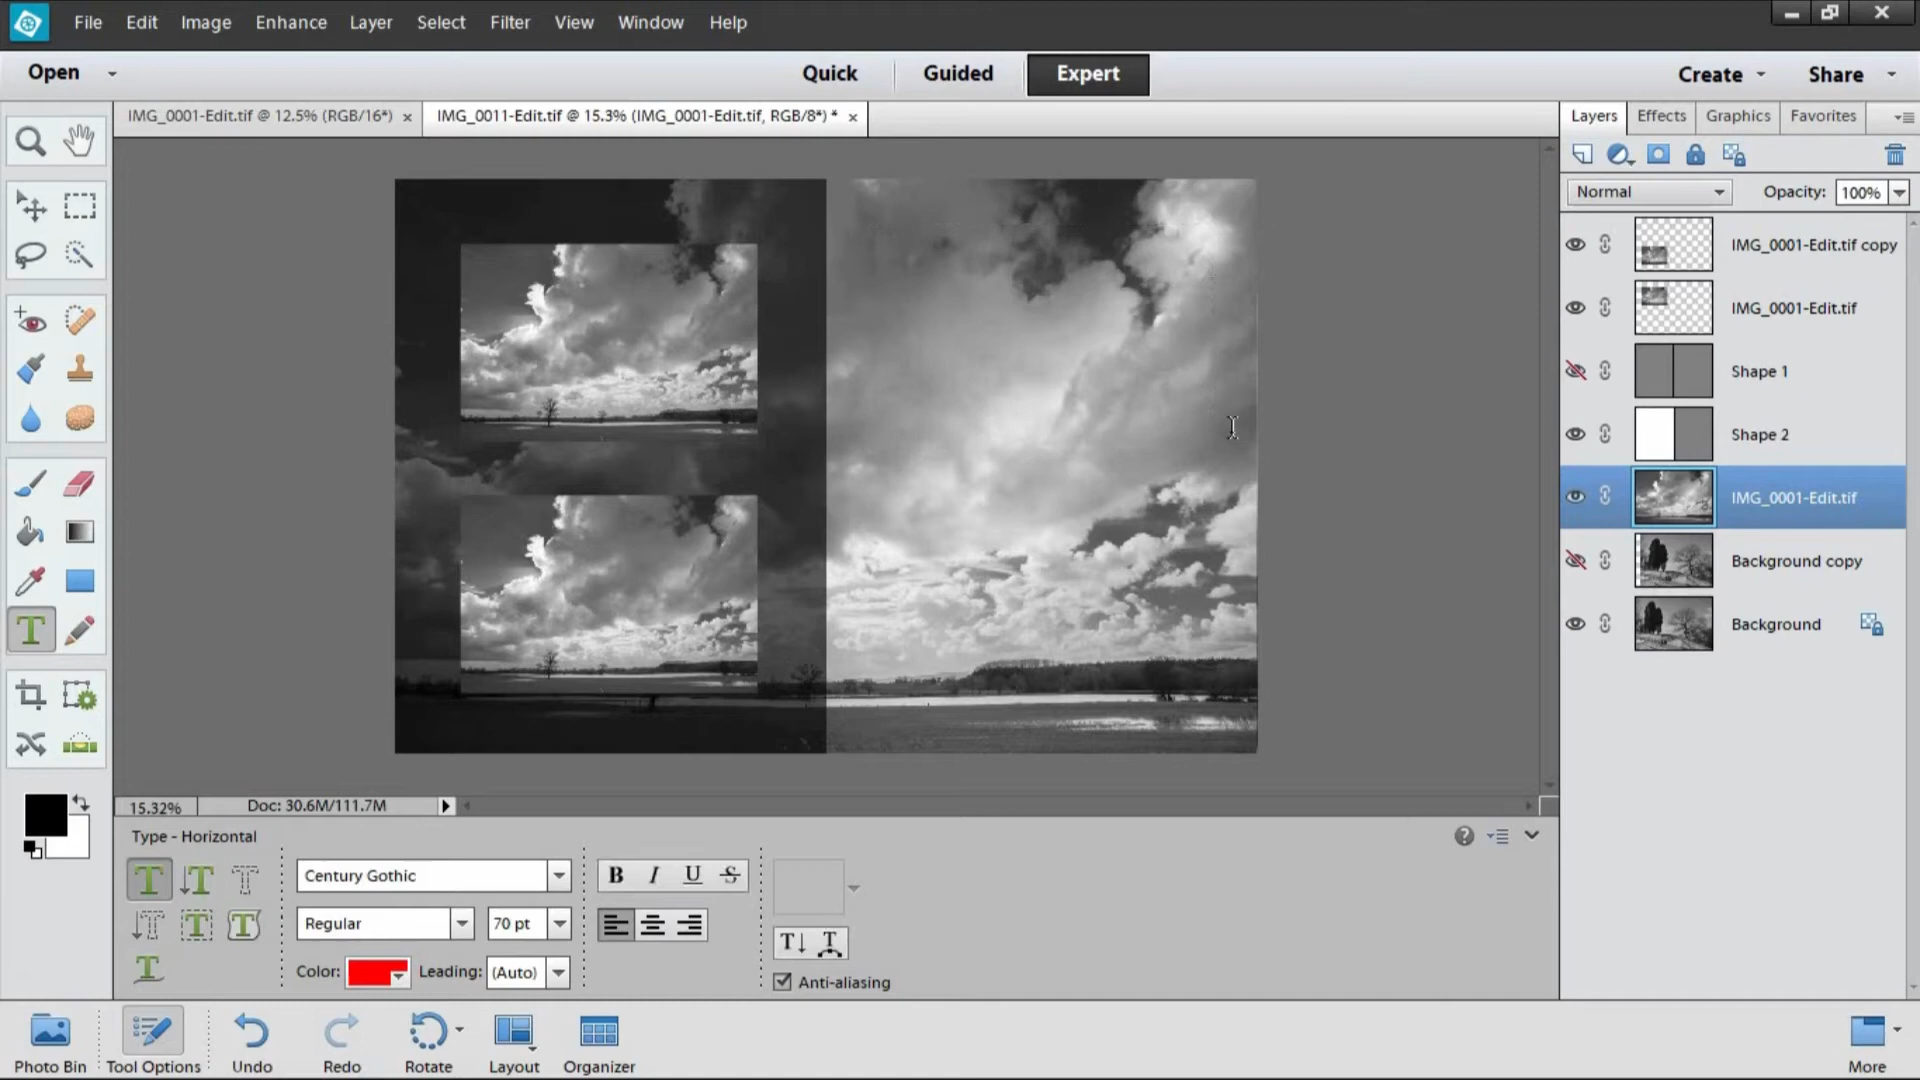 File Edit Image Enhance Layer Select Filter View Window Help
Open Quick Guided Expert Create Share
IMG_0001-Edit.tif @ 12.5% (RGB/16*) × IMG_0011-Edit.tif @ 15.3% (IMG_0001-Edit.tif, RGB/8*) * ×
Layers Effects Graphics Favorites
Normal Opacity: 100%
IMG_0001-Edit.tif copy
IMG_0001-Edit.tif
Shape 1
Shape 2
IMG_0001-Edit.tif
Background copy
Background
15.32% Doc: 30.6M/111.7M
Type - Horizontal
Century Gothic B I U S
Regular 70 pt
Color: Leading: (Auto)
Anti-aliasing
Photo Bin Tool Options Undo Redo Rotate Layout Organizer More